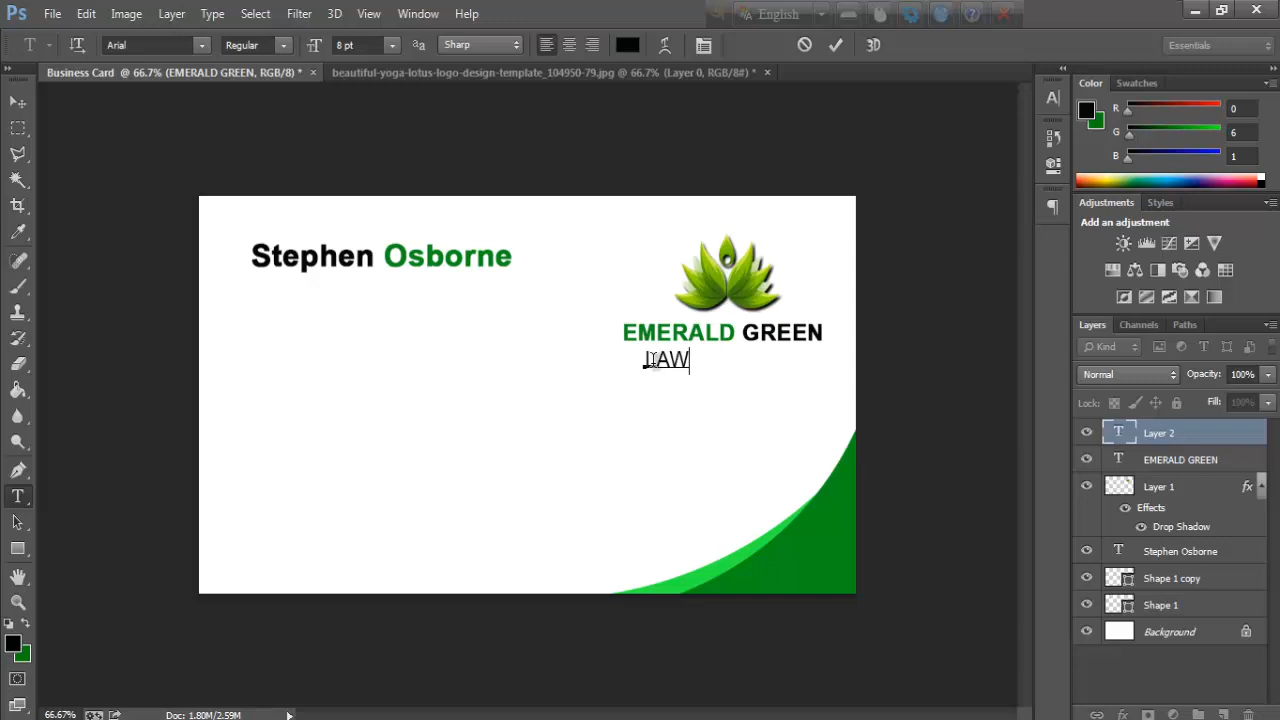 Ps File Edit Image Layer Type Select Filter 3D View Window Help
English
T Arial Regular 8 pt Sharp 3D Essentials
Business Card @ 66.7% (EMERALD GREEN, RGB/8) * × beautiful-yoga-lotus-logo-design-template_104950-79.jpg @ 66.7% (Layer 0, RGB/8#) * ×
Color Swatches
R 0
G 6
B 1
Adjustments Styles
Add an adjustment
Stephen Osborne
EMERALD GREEN
LAW
Layers Channels Paths
Kind
Normal Opacity: 100%
Lock: Fill: 100%
T Layer 2
T EMERALD GREEN
Layer 1 fx
Effects
Drop Shadow
T Stephen Osborne
Shape 1 copy
Shape 1
Background
66.67% Doc: 1.80M/2.59M